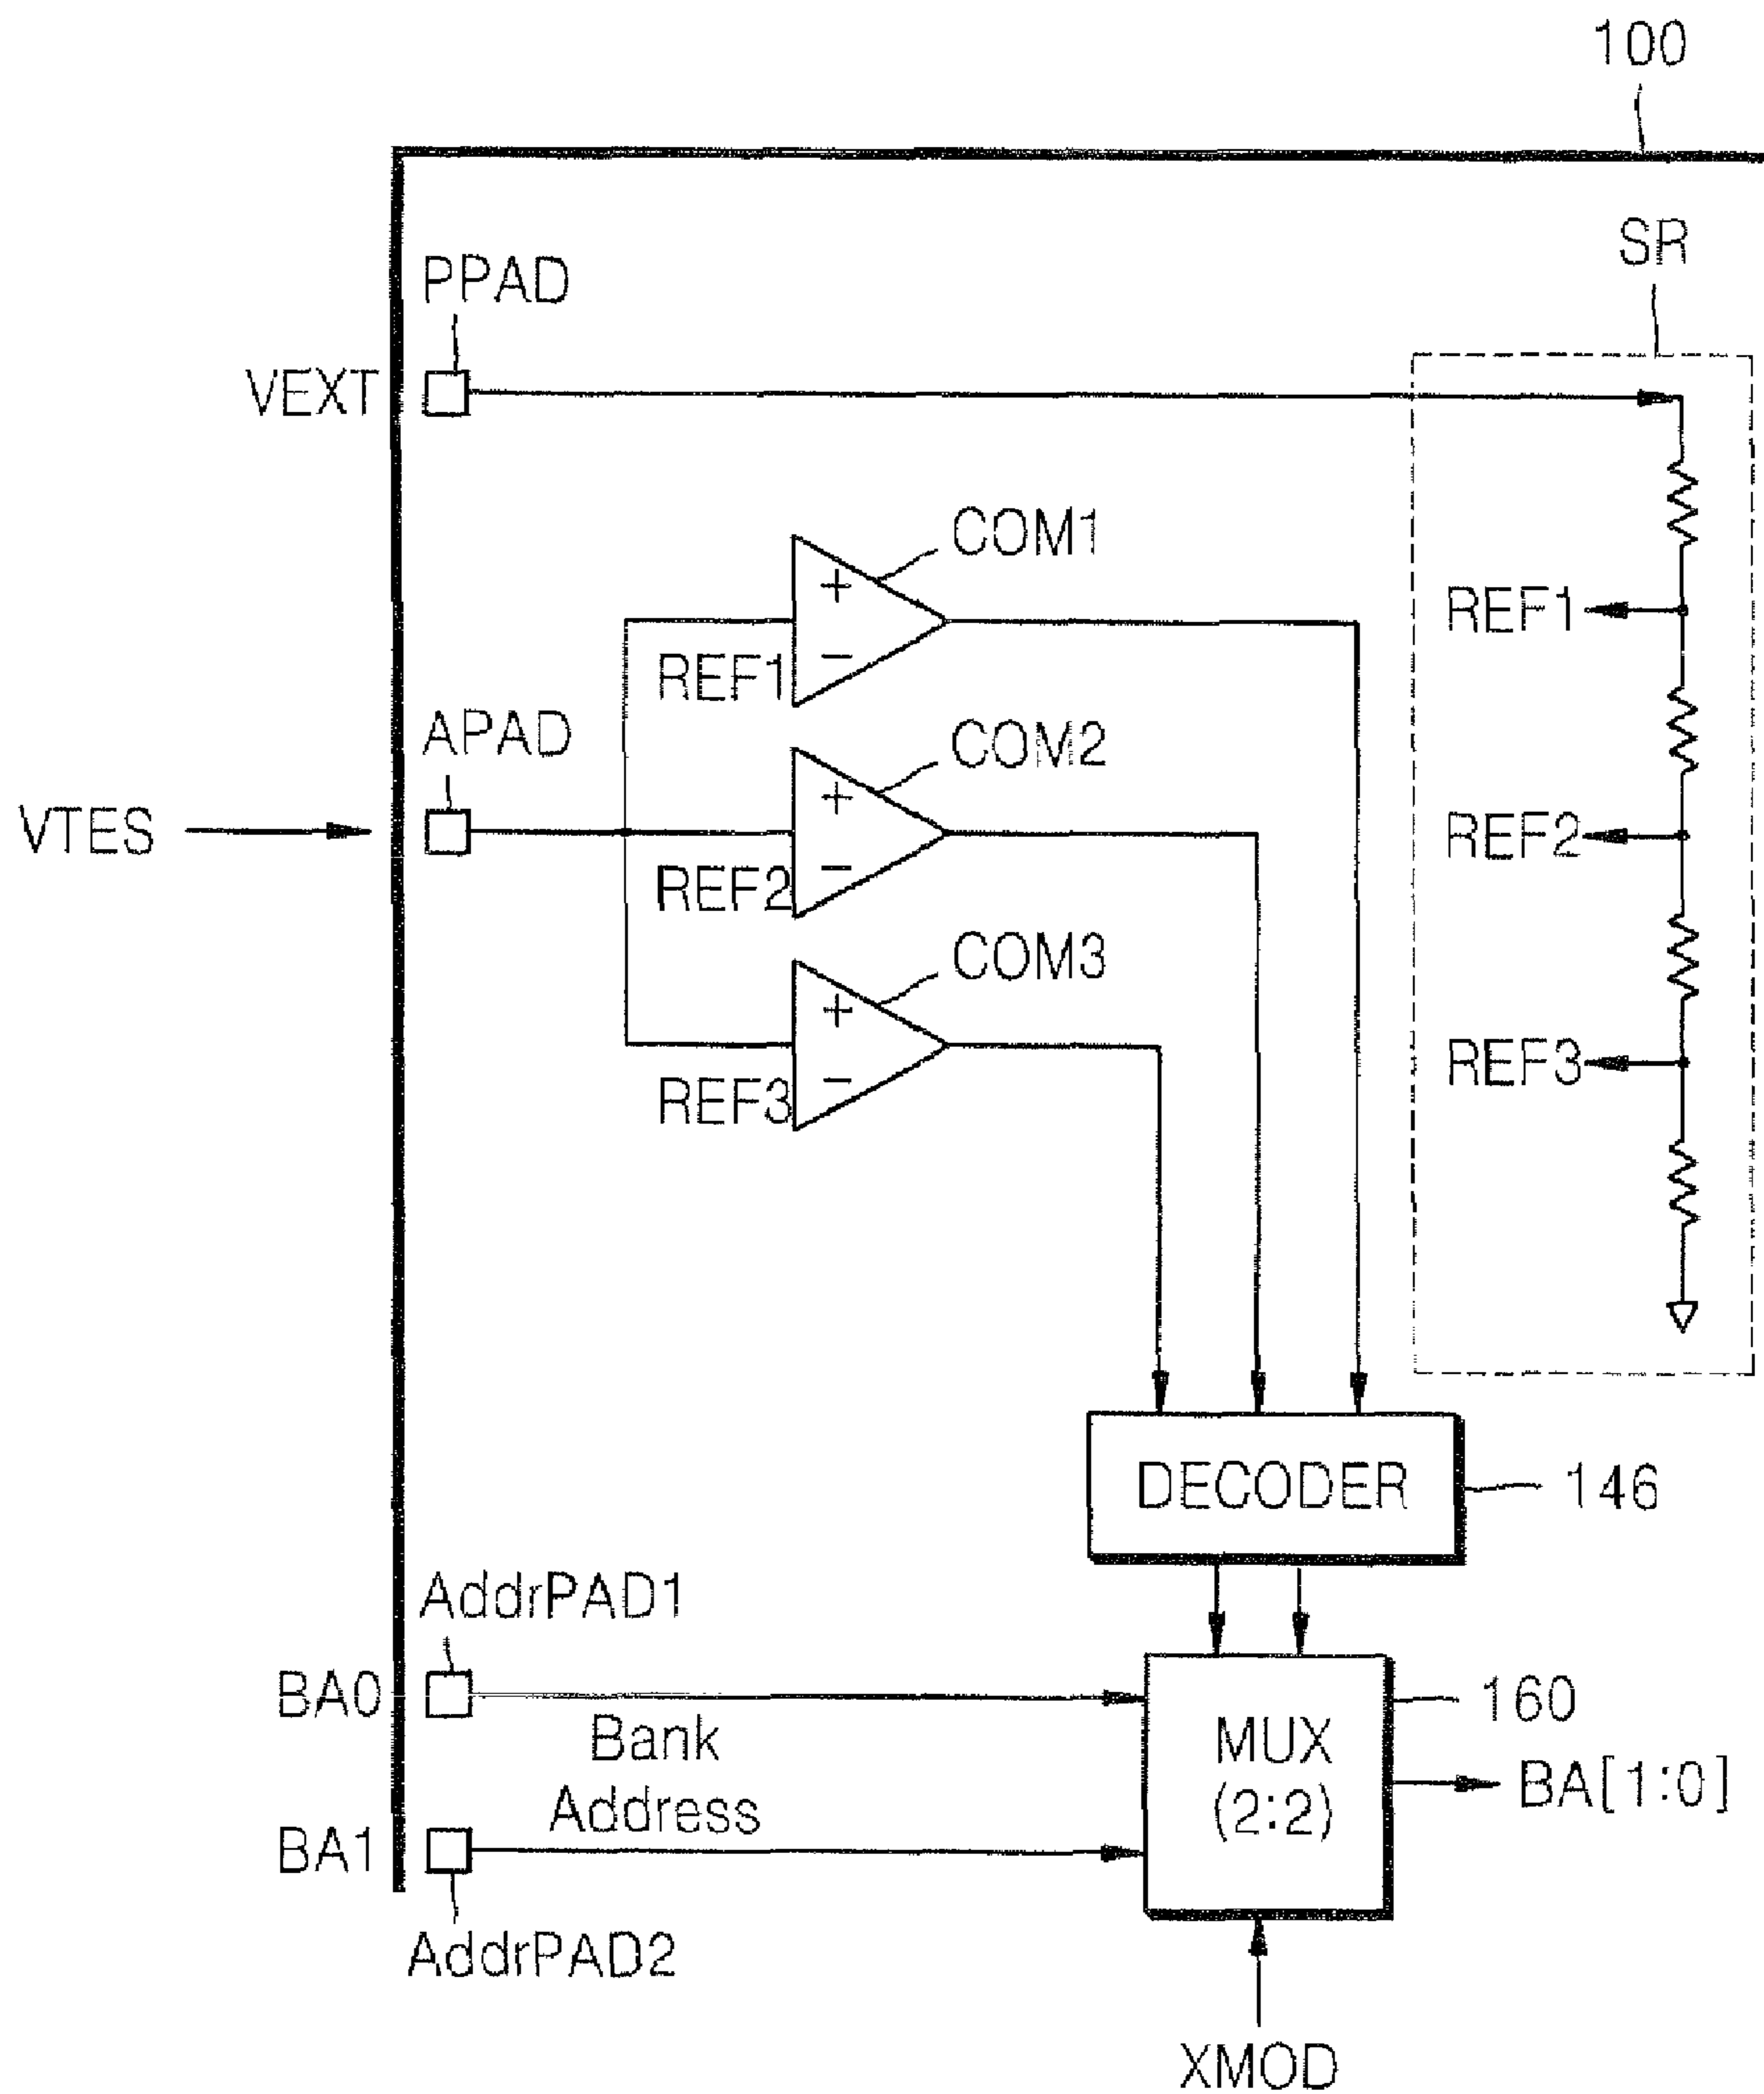 100
SR
PPAD
VEXT
COM1
+
−
REF1
REF1
APAD
COM2
VTES
+
−
REF2
REF2
COM3
+
−
REF3
REF3
DECODER
146
AddrPAD1
BA0
Bank
Address
MUX
(2:2)
160
BA[1:0]
BA1
AddrPAD2
XMOD